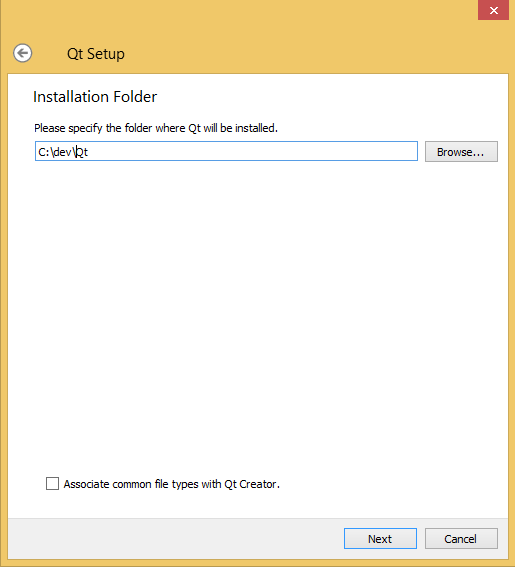 Qt Setup
Installation Folder
Please specify the folder where Qt will be installed.
C:\dev\Qt
Browse...
Associate common file types with Qt Creator.
Next
Cancel